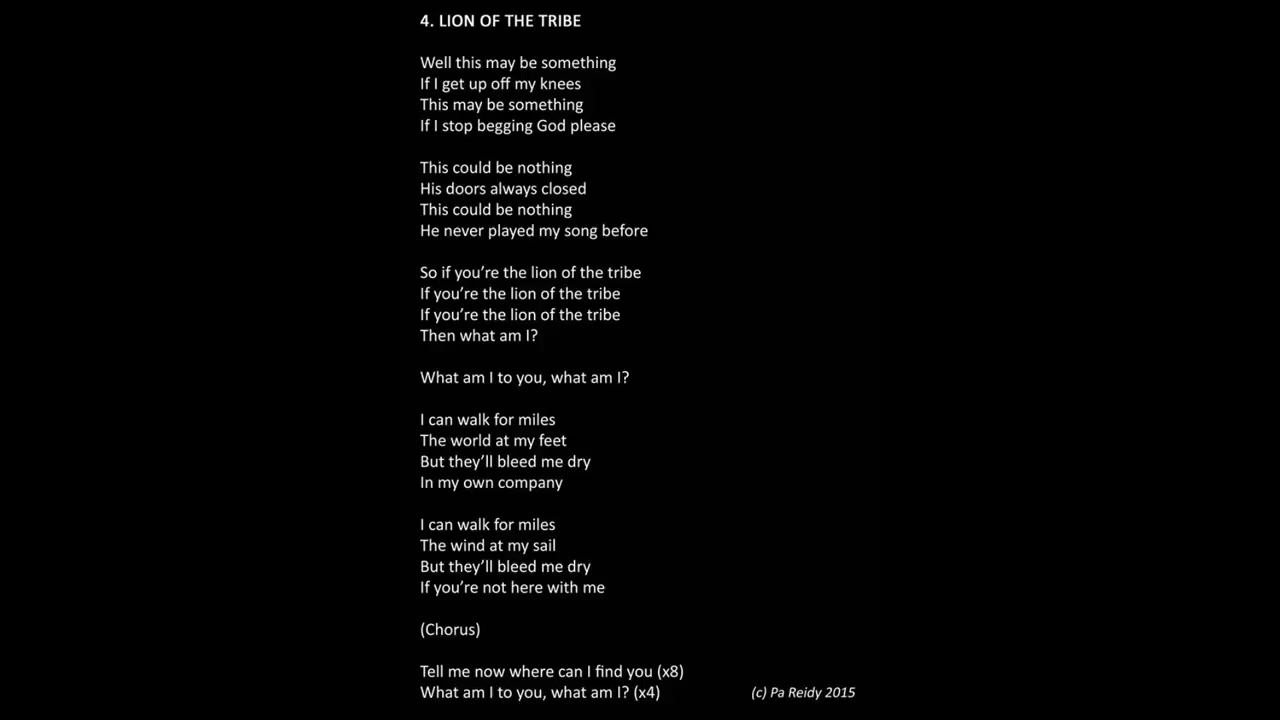 4. LION OF THE TRIBE
Well this may be something
If I get up off my knees
This may be something
If I stop begging God please
This could be nothing
His doors always closed
This could be nothing
He never played my song before
So if you’re the lion of the tribe
If you’re the lion of the tribe
If you’re the lion of the tribe
Then what am I?
What am I to you, what am I?
I can walk for miles
The world at my feet
But they’ll bleed me dry
In my own company
I can walk for miles
The wind at my sail
But they’ll bleed me dry
If you’re not here with me
(Chorus)
Tell me now where can I find you (x8)
What am I to you, what am I? (x4)
(c) Pa Reidy 2015